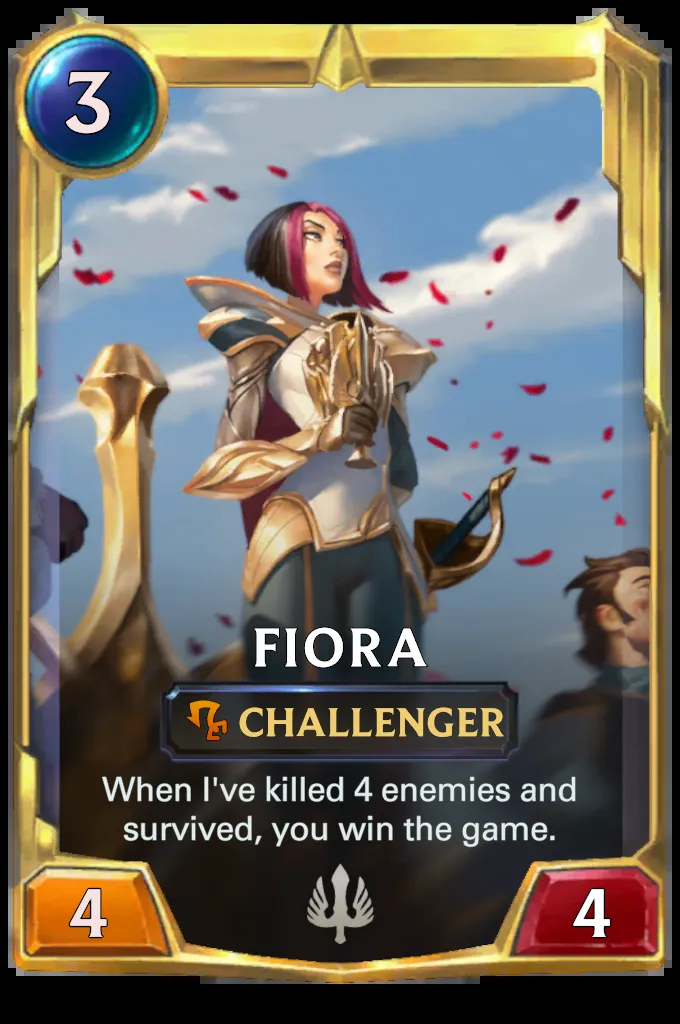 3
FIORA
CHALLENGER
When I've killed 4 enemies and
survived, you win the game.
4
4